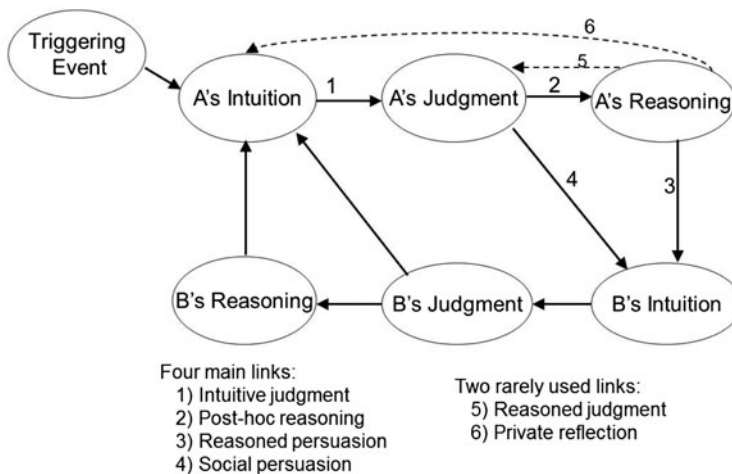 Triggering
Event
6
5
A's Intuition
1
A's Judgment
2
A's Reasoning
4
3
B's Reasoning
B's Judgment
B's Intuition
Four main links:
1) Intuitive judgment
2) Post-hoc reasoning
3) Reasoned persuasion
4) Social persuasion
Two rarely used links:
5) Reasoned judgment
6) Private reflection